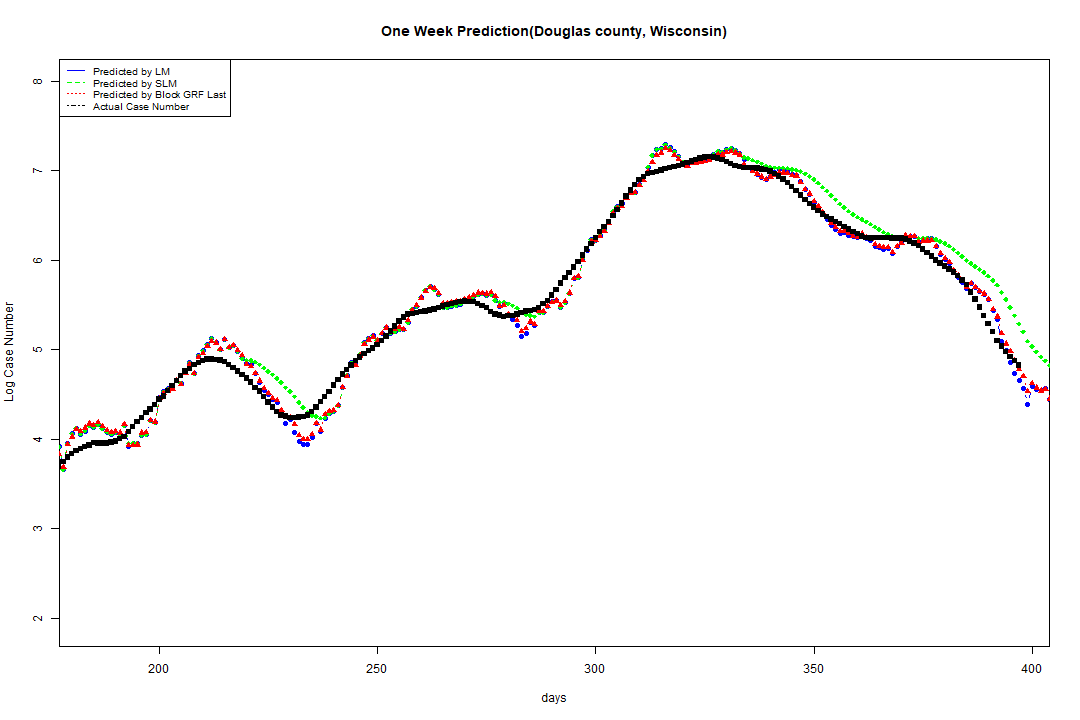 One Week Prediction(Douglas county, Wisconsin)
Predicted by LM
Predicted by SLM
Predicted by Block GRF Last
Actual Case Number
8
7
6
5
4
3
2
Log Case Number
200 250 300 350 400
days